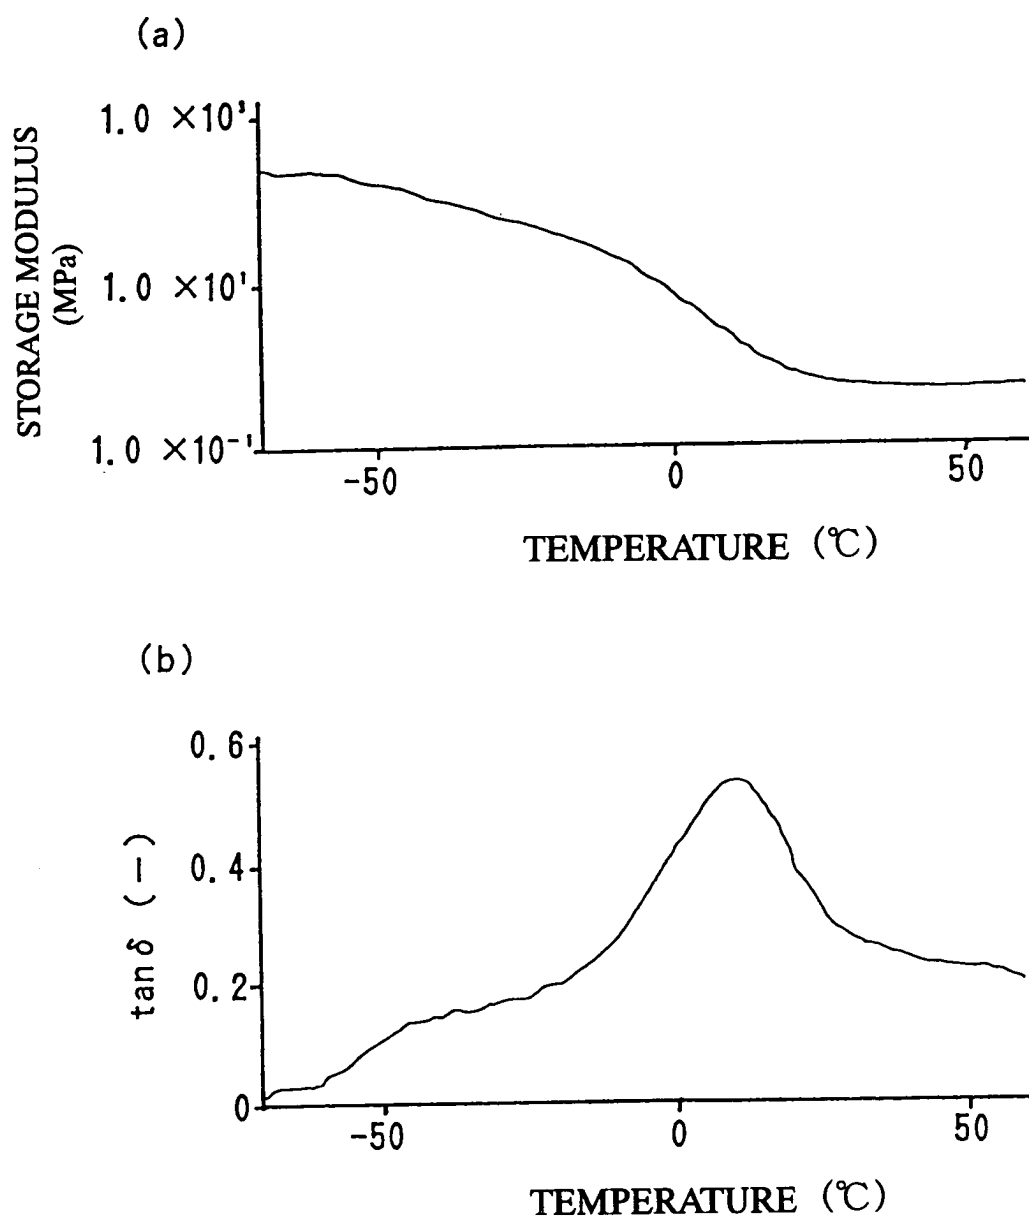 (a)
STORAGE MODULUS
(MPa)
1.0 ×10³
1.0 ×10¹
1.0 ×10⁻¹
-50 0 50
TEMPERATURE (℃)
(b)
tan δ (—)
0.6
0.4
0.2
0
-50 0 50
TEMPERATURE (℃)